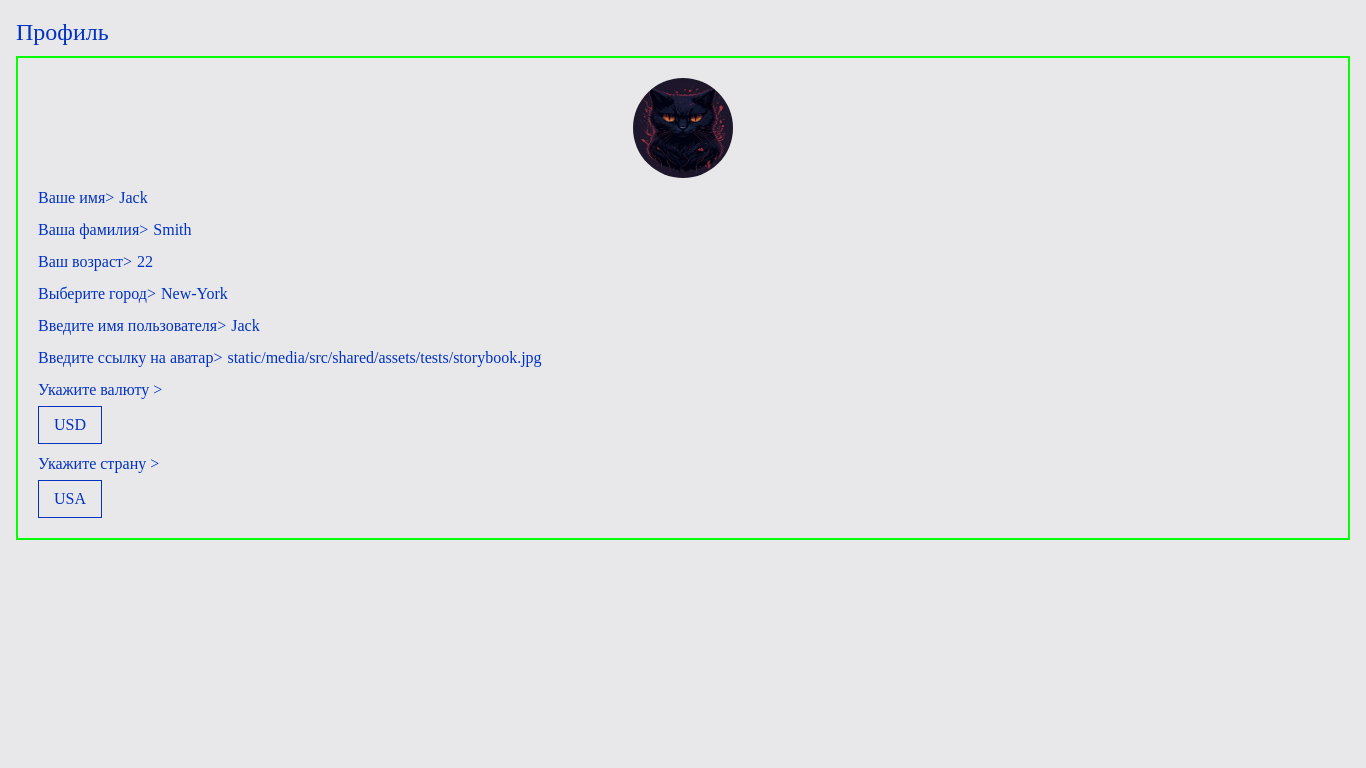 Профиль
Ваше имя> Jack
Ваша фамилия> Smith
Ваш возраст> 22
Выберите город> New-York
Введите имя пользователя> Jack
Введите ссылку на аватар> static/media/src/shared/assets/tests/storybook.jpg
Укажите валюту >
USD
Укажите страну >
USA